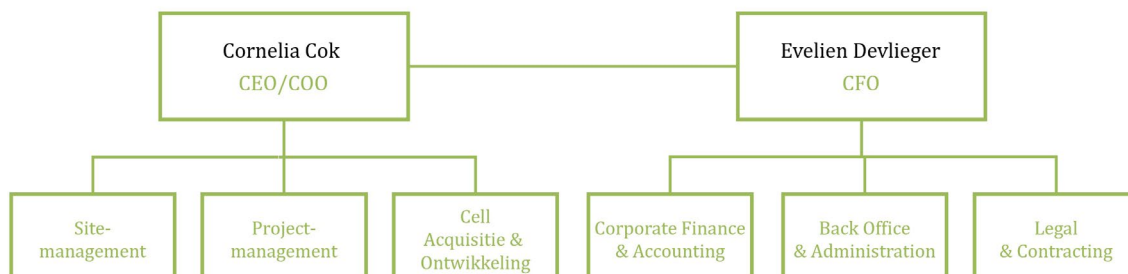 Cornelia Cok
CEO/COO
Evelien Devlieger
CFO
Site-
management
Project-
management
Cell
Acquisitie &
Ontwikkeling
Corporate Finance
& Accounting
Back Office
& Administration
Legal
& Contracting